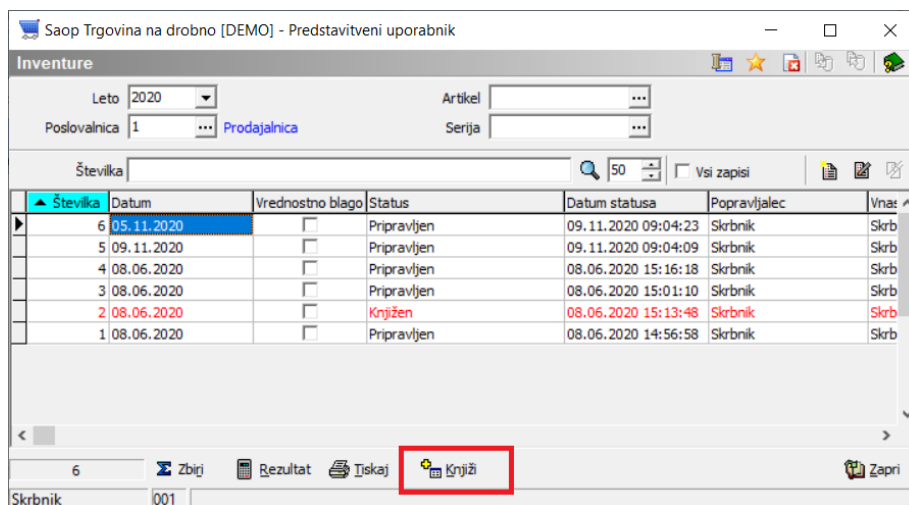 Saop Trgovina na drobno [DEMO] - Predstavitveni uporabnik
Inventure
Leto 2020 Artikel
Poslovalnica 1 Prodajalnica Serija
Številka 50 Vsi zapisi
Številka Datum Vrednostno blago Status Datum statusa Popravljalec Vnas
6 05.11.2020 Pripravljen 09.11.2020 09:04:23 Skrbnik Skrb
5 09.11.2020 Pripravljen 09.11.2020 09:04:09 Skrbnik Skrb
4 08.06.2020 Pripravljen 08.06.2020 15:16:18 Skrbnik Skrb
3 08.06.2020 Pripravljen 08.06.2020 15:01:10 Skrbnik Skrb
2 08.06.2020 Knjižen 08.06.2020 15:13:48 Skrbnik Skrb
1 08.06.2020 Pripravljen 08.06.2020 14:56:58 Skrbnik Skrb
6 Zbirj Rezultat Tiskaj Knjiži Zapri
Skrbnik 001